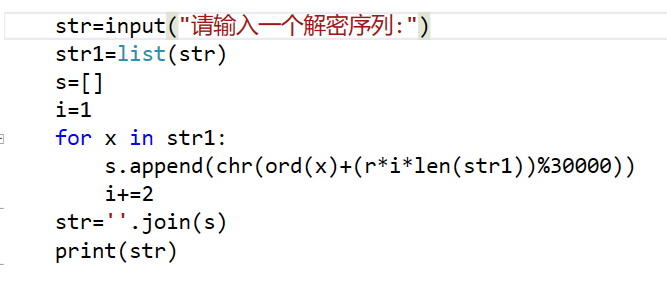 str=input("请输入一个解密序列:")
str1=list(str)
s=[]
i=1
for x in str1:
    s.append(chr(ord(x)+(r*i*len(str1))%30000))
    i+=2
str=''.join(s)
print(str)